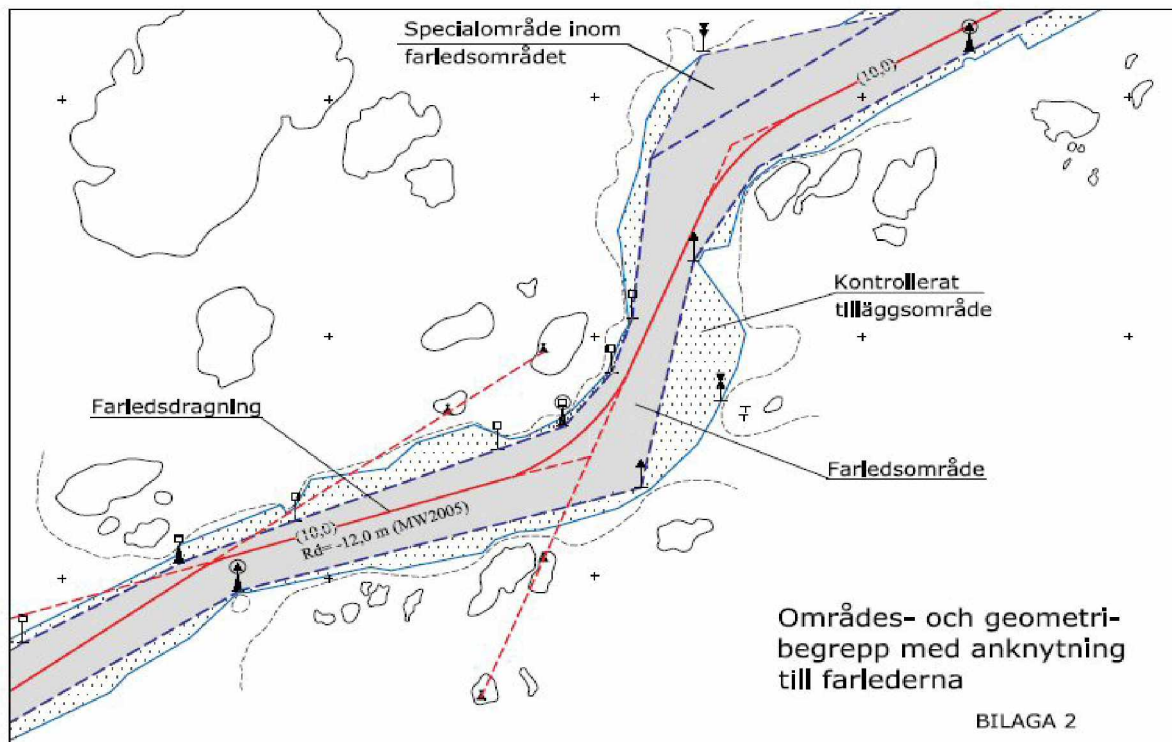 Specialområde inom
farledsområdet
(10,0)
Kontrollerat
tilläggsområde
Farledsdragning
Farledsområde
(10,0)
Rd= -12,0 m (MW2005)
Områdes- och geometri-
begrepp med anknytning
till farlederna
BILAGA 2